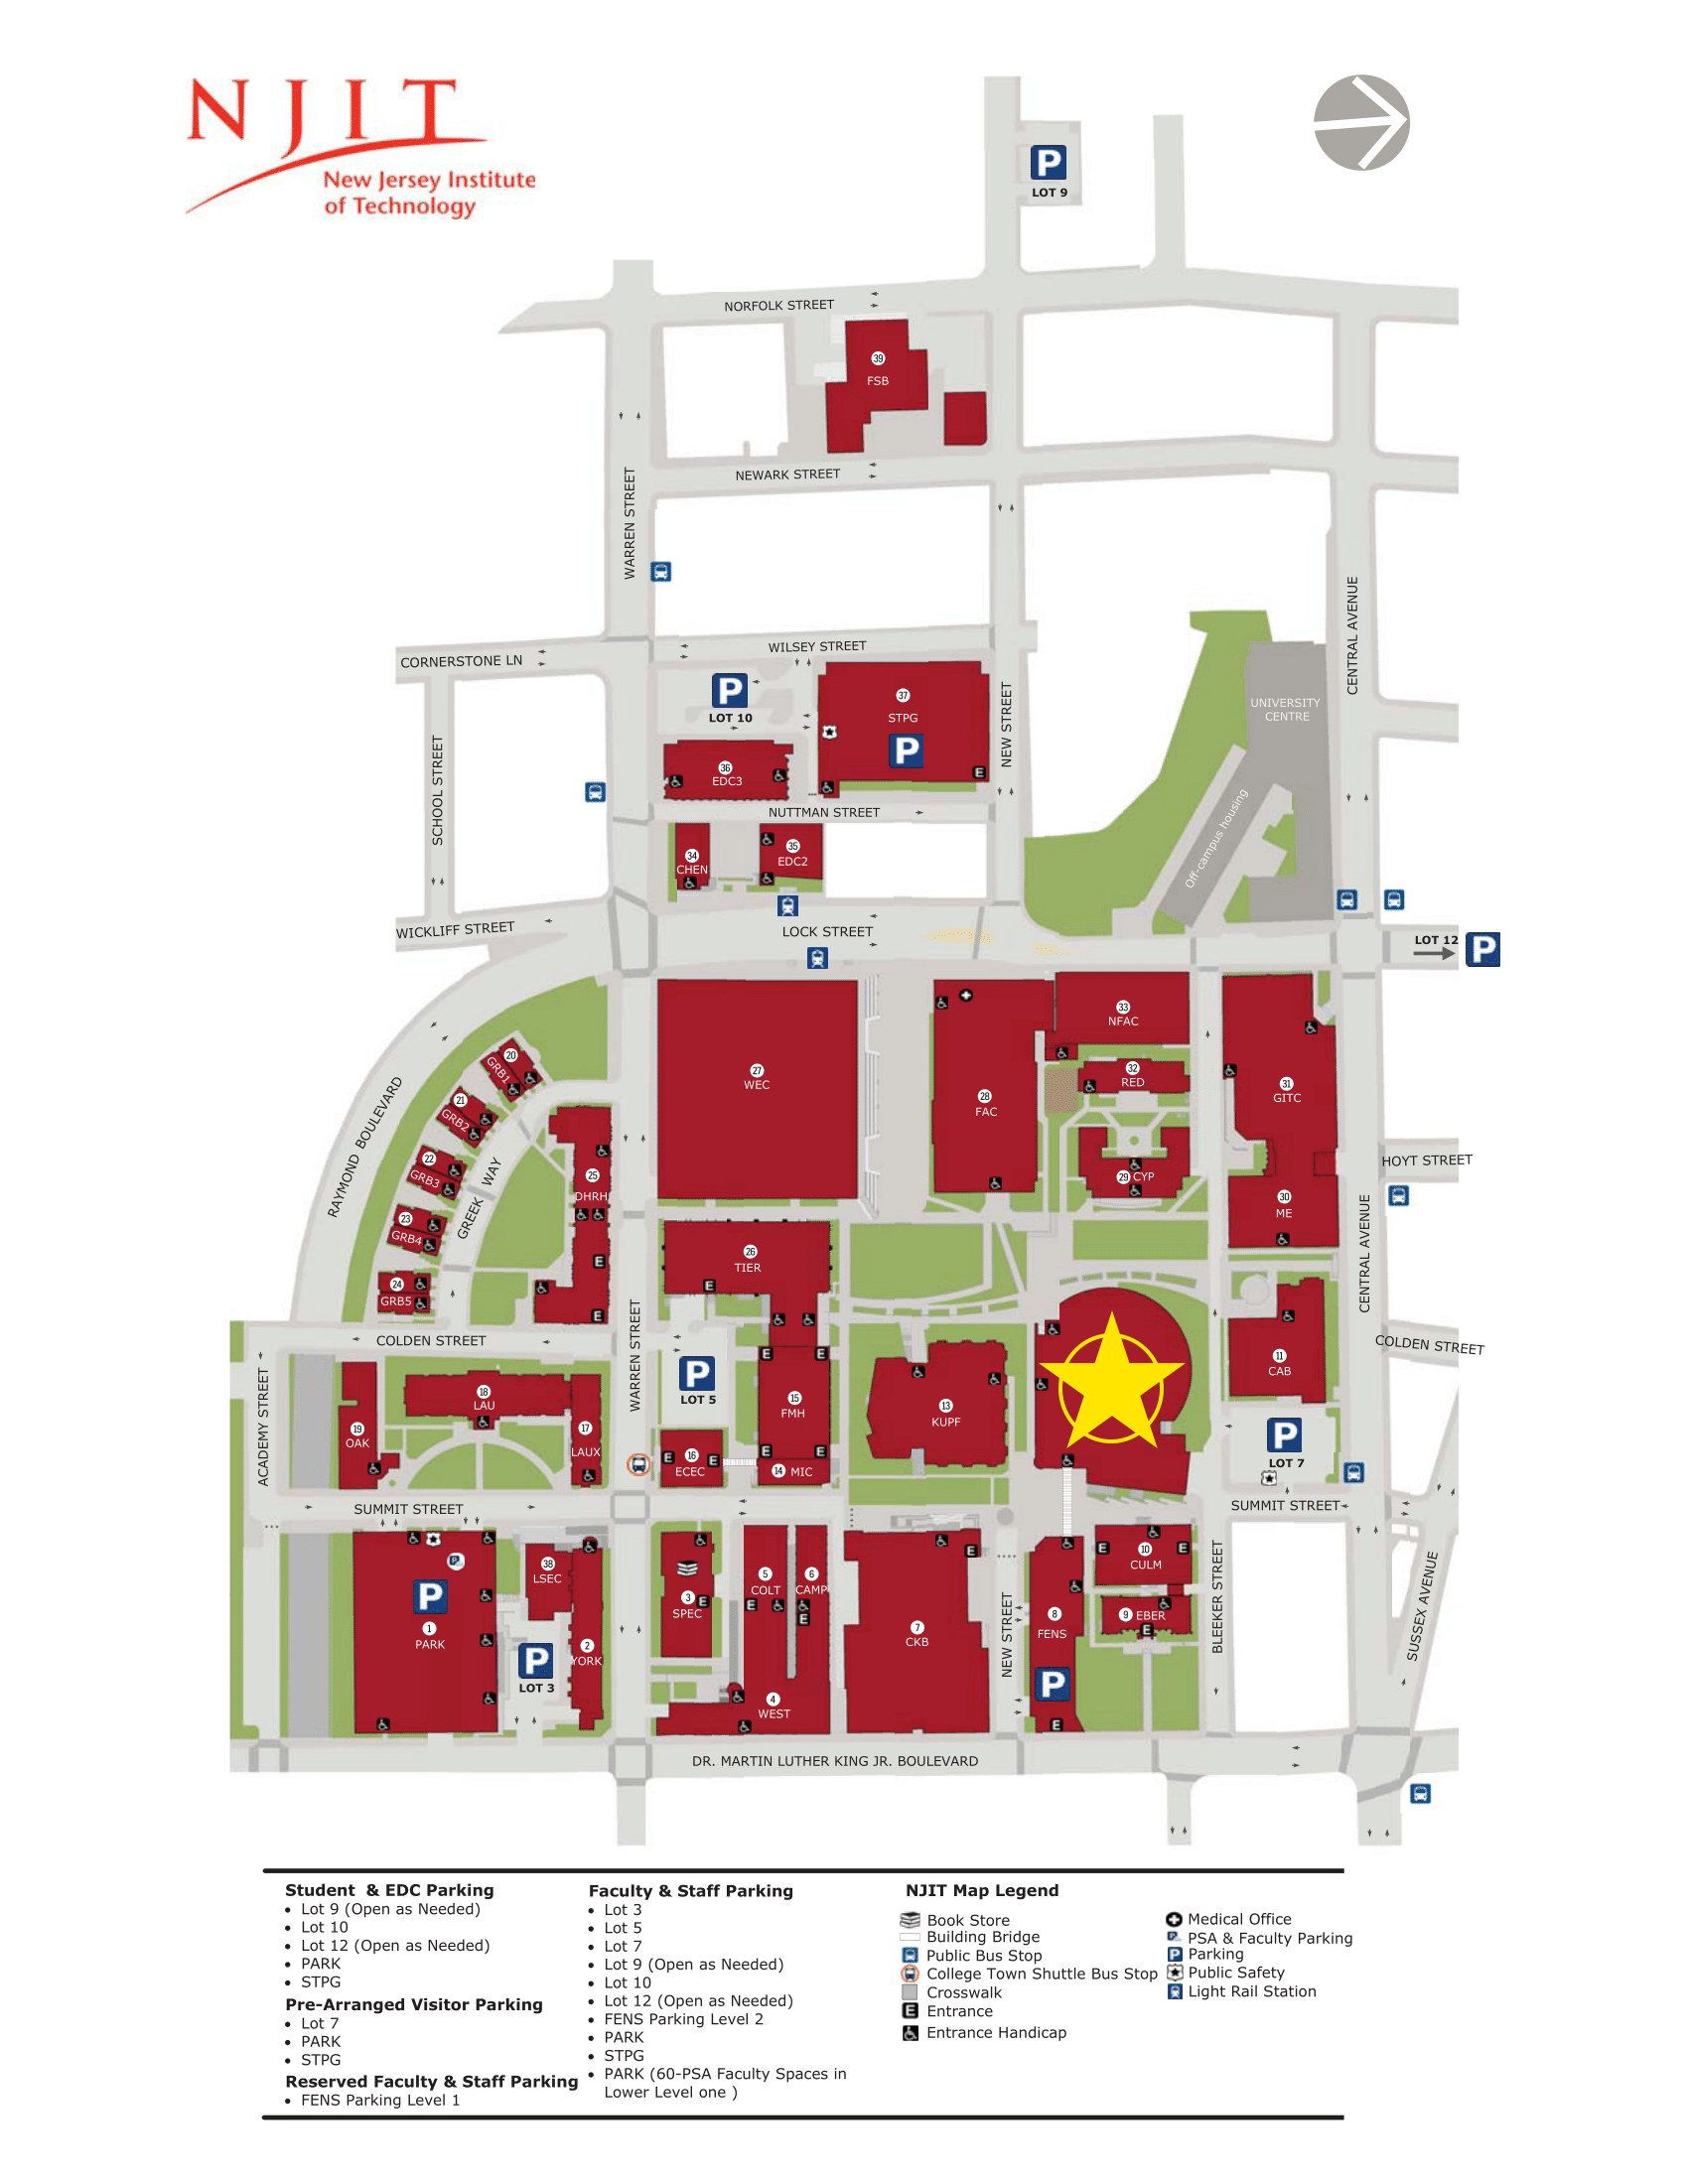 NJIT
New Jersey Institute
of Technology
P
LOT 9
NORFOLK STREET
39
FSB
NEWARK STREET
WARREN STREET
CENTRAL AVENUE
WILSEY STREET
CORNERSTONE LN
P
LOT 10
37
STPG
P
E
UNIVERSITY
CENTRE
NEW STREET
SCHOOL STREET
36
EDC3
Off-campus housing
NUTTMAN STREET
34
CHEN
35
EDC2
WICKLIFF STREET
LOCK STREET
LOT 12
P
33
NFAC
20
GRB1
27
WEC
32
RED
31
GITC
28
FAC
21
GRB2
RAYMOND BOULEVARD
22
GRB3
GREEK WAY
25
DHRH
29 CYP
HOYT STREET
30
ME
23
GRB4
26
TIER
E
E
CENTRAL AVENUE
24
GRB5
E
COLDEN STREET
WARREN STREET
COLDEN STREET
ACADEMY STREET
E
E
P
LOT 5
15
FMH
11
CAB
18
LAU
13
KUPF
19
OAK
17
LAUX
P
LOT 7
E
E
E
16
E
ECEC
14 MIC
SUMMIT STREET
SUMMIT STREET
P
P
1
PARK
38
LSEC
2
YORK
P
LOT 3
3
SPEC
E
5
COLT
E
6
CAMP
E
4
WEST
E
7
CKB
NEW STREET
8
FENS
P
E
E
10
E
CULM
9 EBER
E
BLEEKER STREET
SUSSEX AVENUE
DR. MARTIN LUTHER KING JR. BOULEVARD
Student & EDC Parking
• Lot 9 (Open as Needed)
• Lot 10
• Lot 12 (Open as Needed)
• PARK
• STPG
Pre-Arranged Visitor Parking
• Lot 7
• PARK
• STPG
Reserved Faculty & Staff Parking
• FENS Parking Level 1
Faculty & Staff Parking
• Lot 3
• Lot 5
• Lot 7
• Lot 9 (Open as Needed)
• Lot 10
• Lot 12 (Open as Needed)
• FENS Parking Level 2
• PARK
• STPG
• PARK (60-PSA Faculty Spaces in
Lower Level one )
NJIT Map Legend
Book Store
Building Bridge
Public Bus Stop
College Town Shuttle Bus Stop
Crosswalk
E Entrance
Entrance Handicap
Medical Office
P PSA & Faculty Parking
P Parking
Public Safety
Light Rail Station